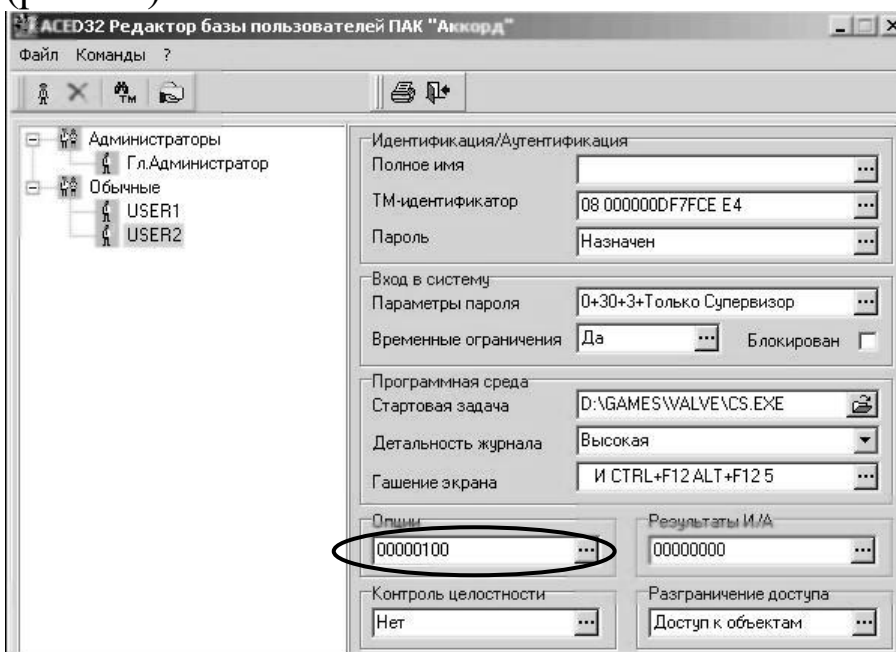 ACED32 Редактор базы пользователей ПАК "Аккорд"
Файл Команды ?
ТМ
Администраторы
Гл.Администратор
Обычные
USER1
USER2
Идентификация/Аутентификация
Полное имя
ТМ-идентификатор 08 000000DF7FCE E4
Пароль Назначен
Вход в систему
Параметры пароля 0+30+3+Только Супервизор
Временные ограничения Да Блокирован
Программная среда
Стартовая задача D:\GAMES\VALVE\CS.EXE
Детальность журнала Высокая
Гашение экрана И CTRL+F12 ALT+F12 5
Опции Результаты И/А
00000100 00000000
Контроль целостности Разграничение доступа
Нет Доступ к объектам